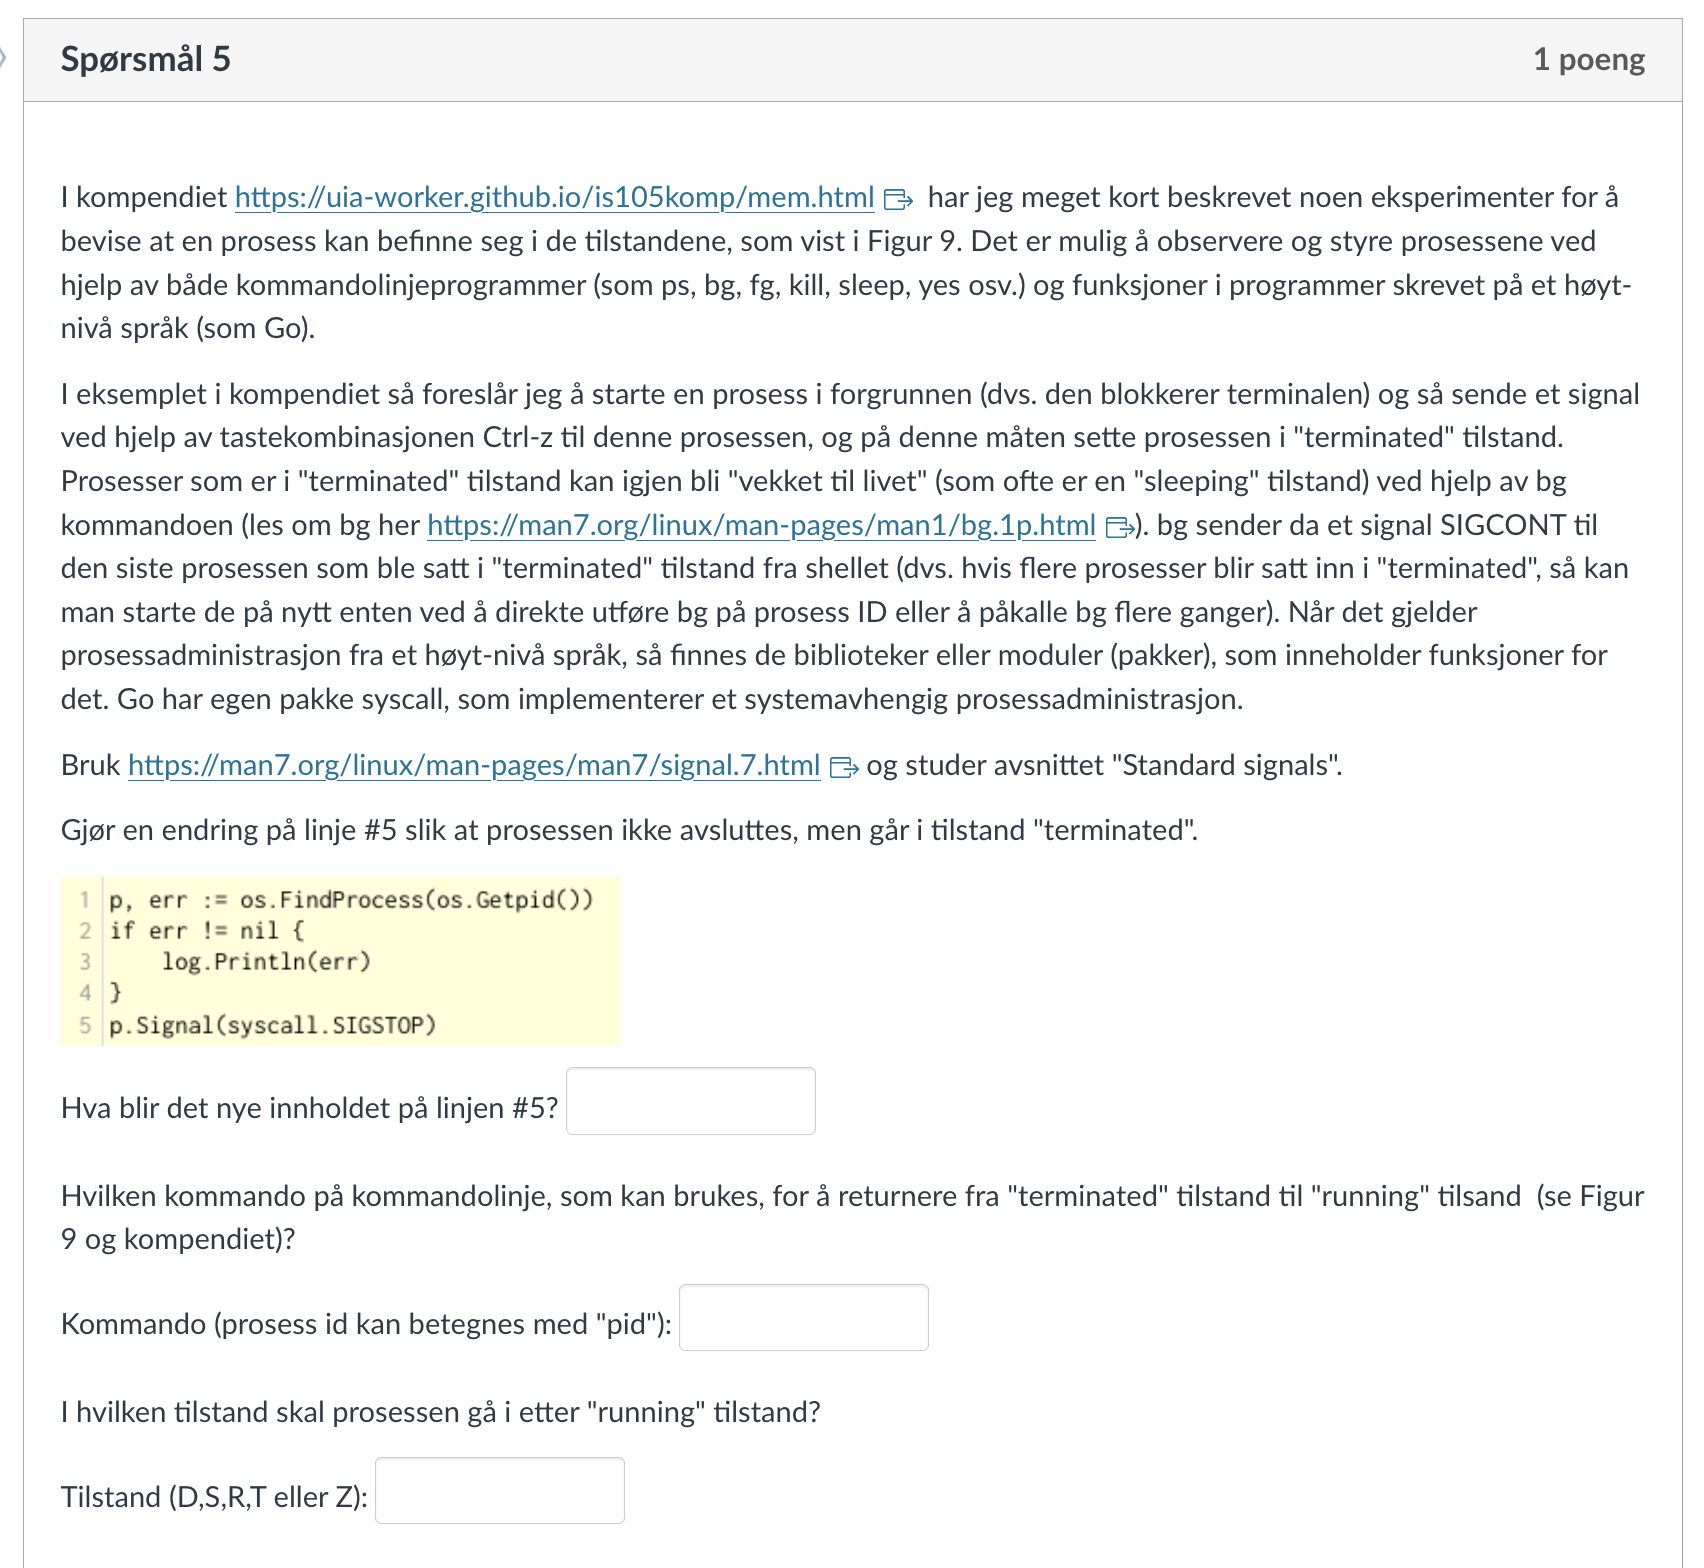 Spørsmål 5
1 poeng
I kompendiet https://uia-worker.github.io/is105komp/mem.html har jeg meget kort beskrevet noen eksperimenter for å
bevise at en prosess kan befinne seg i de tilstandene, som vist i Figur 9. Det er mulig å observere og styre prosessene ved
hjelp av både kommandolinjeprogrammer (som ps, bg, fg, kill, sleep, yes osv.) og funksjoner i programmer skrevet på et høyt-
nivå språk (som Go).
I eksemplet i kompendiet så foreslår jeg å starte en prosess i forgrunnen (dvs. den blokkerer terminalen) og så sende et signal
ved hjelp av tastekombinasjonen Ctrl-z til denne prosessen, og på denne måten sette prosessen i "terminated" tilstand.
Prosesser som er i "terminated" tilstand kan igjen bli "vekket til livet" (som ofte er en "sleeping" tilstand) ved hjelp av bg
kommandoen (les om bg her https://man7.org/linux/man-pages/man1/bg.1p.html). bg sender da et signal SIGCONT til
den siste prosessen som ble satt i "terminated" tilstand fra shellet (dvs. hvis flere prosesser blir satt inn i "terminated", så kan
man starte de på nytt enten ved å direkte utføre bg på prosess ID eller å påkalle bg flere ganger). Når det gjelder
prosessadministrasjon fra et høyt-nivå språk, så finnes de biblioteker eller moduler (pakker), som inneholder funksjoner for
det. Go har egen pakke syscall, som implementerer et systemavhengig prosessadministrasjon.
Bruk https://man7.org/linux/man-pages/man7/signal.7.html og studer avsnittet "Standard signals".
Gjør en endring på linje #5 slik at prosessen ikke avsluttes, men går i tilstand "terminated".
1 p, err := os.FindProcess(os.Getpid())
2 if err != nil {
3     log.Println(err)
4 }
5 p.Signal(syscall.SIGSTOP)
Hva blir det nye innholdet på linjen #5?
Hvilken kommando på kommandolinje, som kan brukes, for å returnere fra "terminated" tilstand til "running" tilsand (se Figur
9 og kompendiet)?
Kommando (prosess id kan betegnes med "pid"):
I hvilken tilstand skal prosessen gå i etter "running" tilstand?
Tilstand (D,S,R,T eller Z):